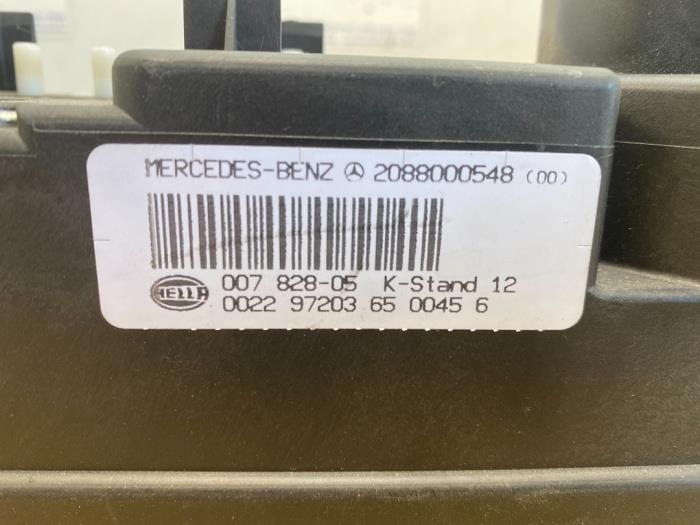 MERCEDES-BENZ 2088000548 (00)
HELLA
007 828-05 K-Stand 12
0022 97203 65 0045 6